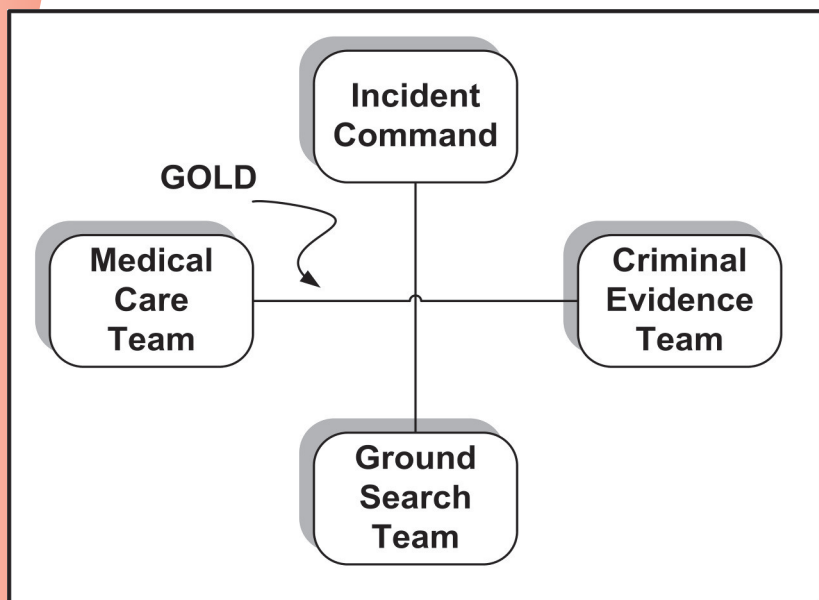 Incident
Command
GOLD
Medical
Care
Team
Criminal
Evidence
Team
Ground
Search
Team